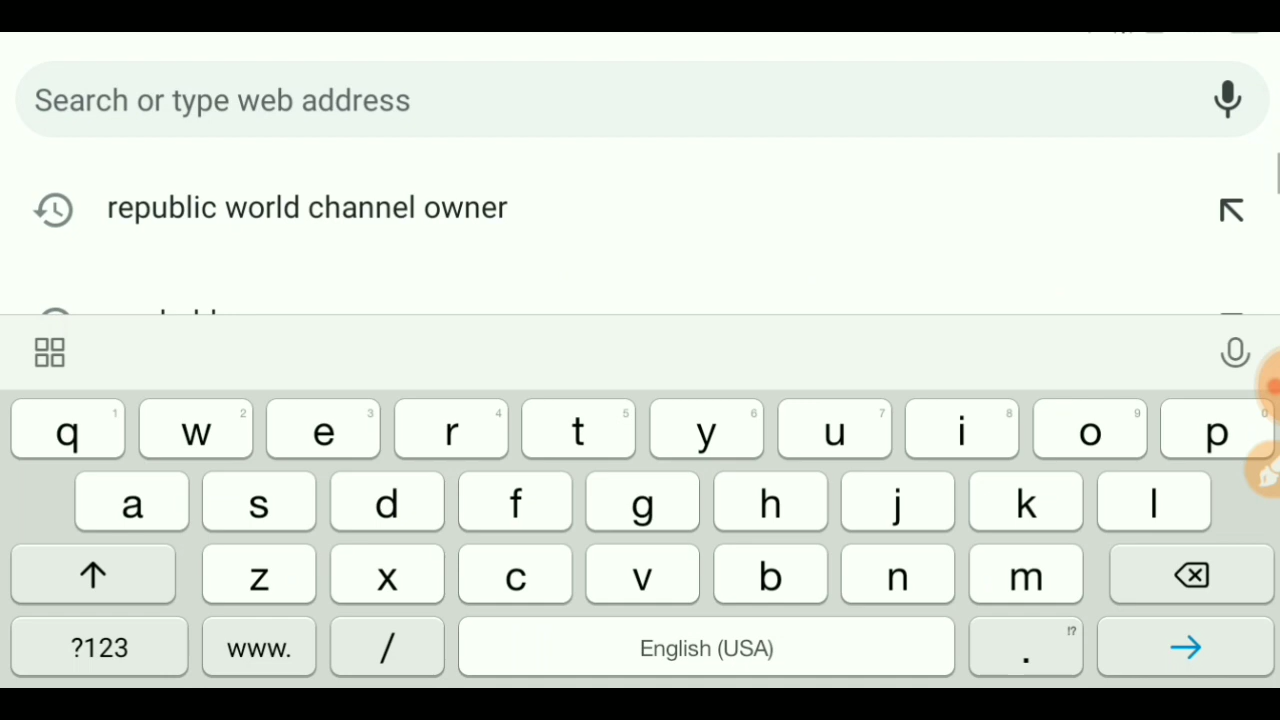 Search or type web address
republic world channel owner
q 1 w 2 e 3 r 4 t 5 y 6 u 7 i 8 o 9 p 0
a s d f g h j k l
z x c v b n m
?123 www. / English (USA) . !?